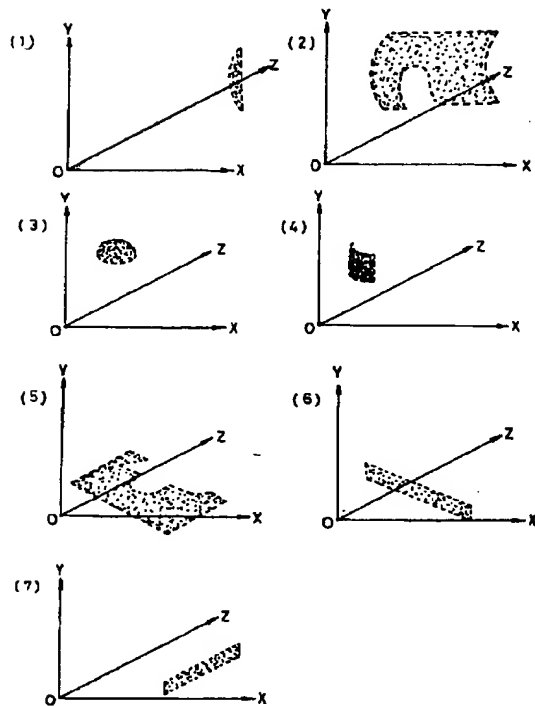 (1) Y Z X O
(2) Y Z X O
(3) Y Z X O
(4) Y Z X O
(5) Y Z X O
(6) Y Z X O
(7) Y Z X O